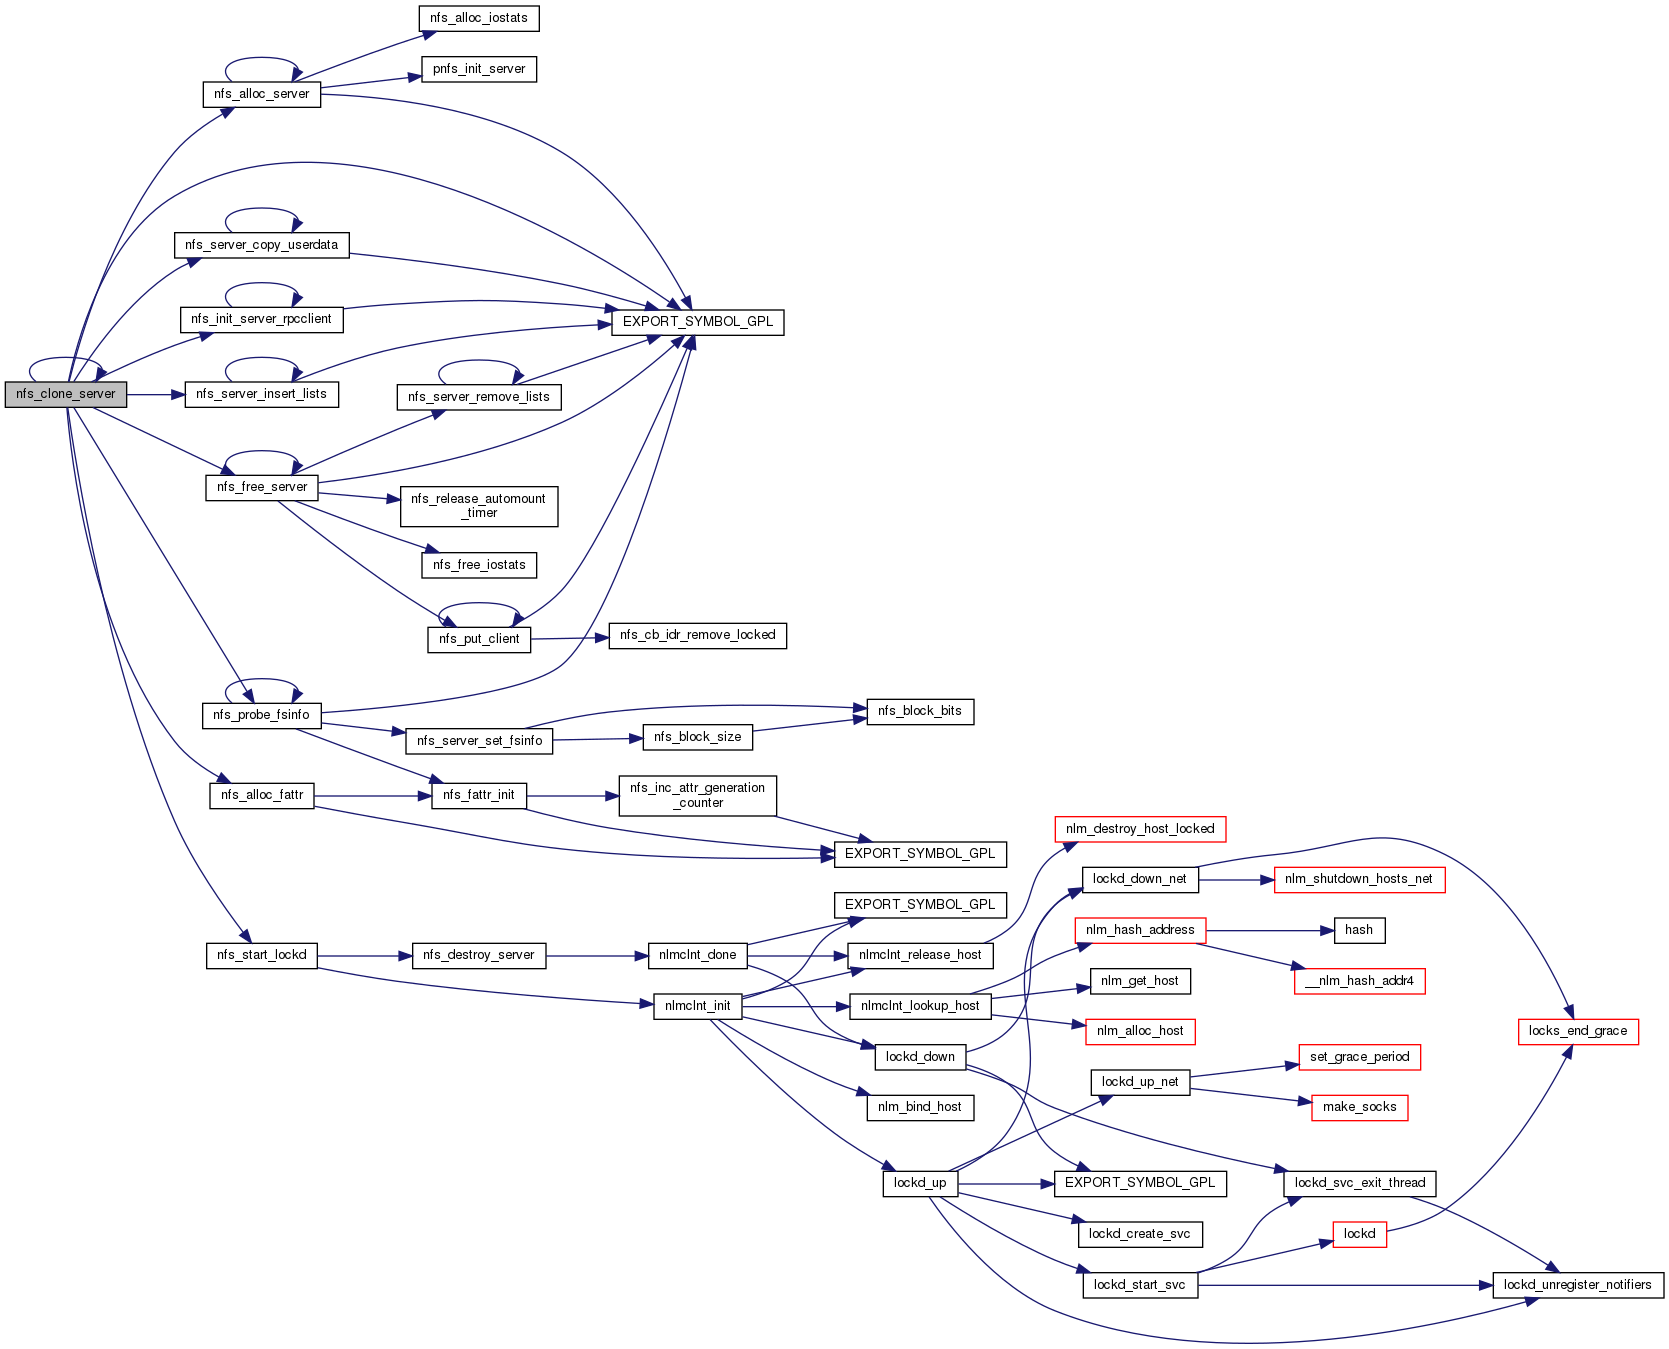 nfs_alloc_iostats
pnfs_init_server
nfs_alloc_server
nfs_server_copy_userdata
nfs_init_server_rpcclient
EXPORT_SYMBOL_GPL
nfs_clone_server
nfs_server_insert_lists
nfs_server_remove_lists
nfs_free_server
nfs_release_automount
_timer
nfs_free_iostats
nfs_put_client
nfs_cb_idr_remove_locked
nfs_probe_fsinfo
nfs_block_bits
nfs_server_set_fsinfo
nfs_block_size
nfs_alloc_fattr
nfs_fattr_init
nfs_inc_attr_generation
_counter
nlm_destroy_host_locked
EXPORT_SYMBOL_GPL
lockd_down_net
nlm_shutdown_hosts_net
EXPORT_SYMBOL_GPL
nlm_hash_address
hash
nfs_start_lockd
nfs_destroy_server
nlmclnt_done
nlmclnt_release_host
nlm_get_host
__nlm_hash_addr4
nlmclnt_init
nlmclnt_lookup_host
nlm_alloc_host
locks_end_grace
lockd_down
set_grace_period
lockd_up_net
nlm_bind_host
make_socks
lockd_up
EXPORT_SYMBOL_GPL
lockd_svc_exit_thread
lockd_create_svc
lockd
lockd_start_svc
lockd_unregister_notifiers